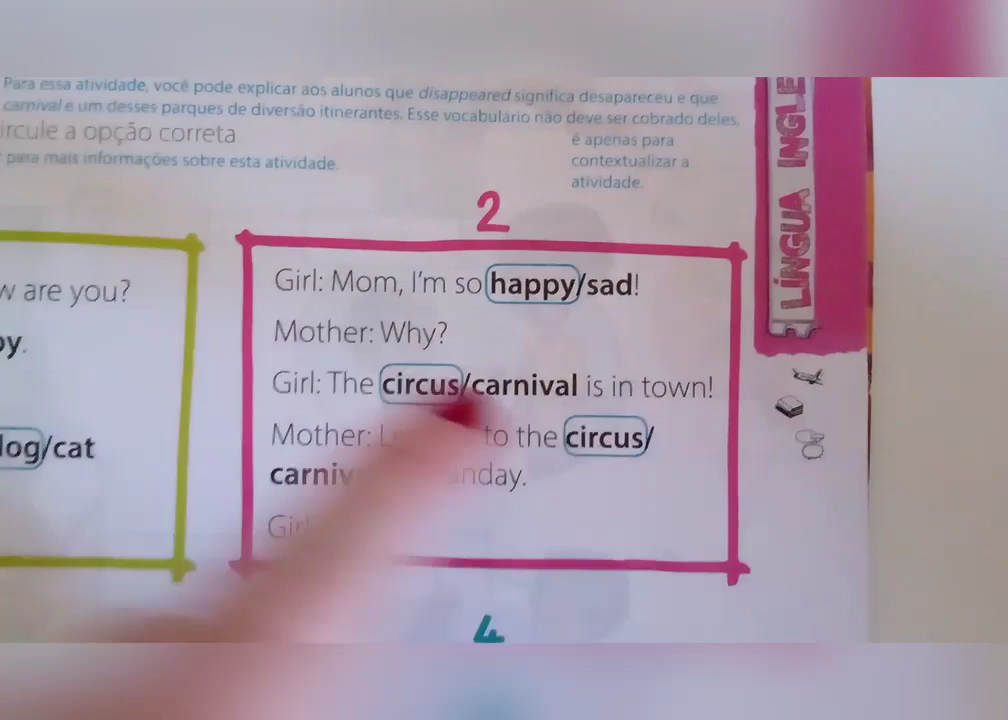 Para essa atividade, você pode explicar aos alunos que disappeared significa desapareceu e que
carnival e um desses parques de diversão itinerantes. Esse vocabulário não deve ser cobrado deles,
é apenas para
contextualizar a
atividade.
ircule a opção correta.
para mais informações sobre esta atividade.
w are you?
py.
log/cat
2
Girl: Mom, I'm so happy/sad!
Mother: Why?
Girl: The circus/carnival is in town!
Mother: to the circus/
carniv nday.
Girl
4
LÍNGUA INGLE